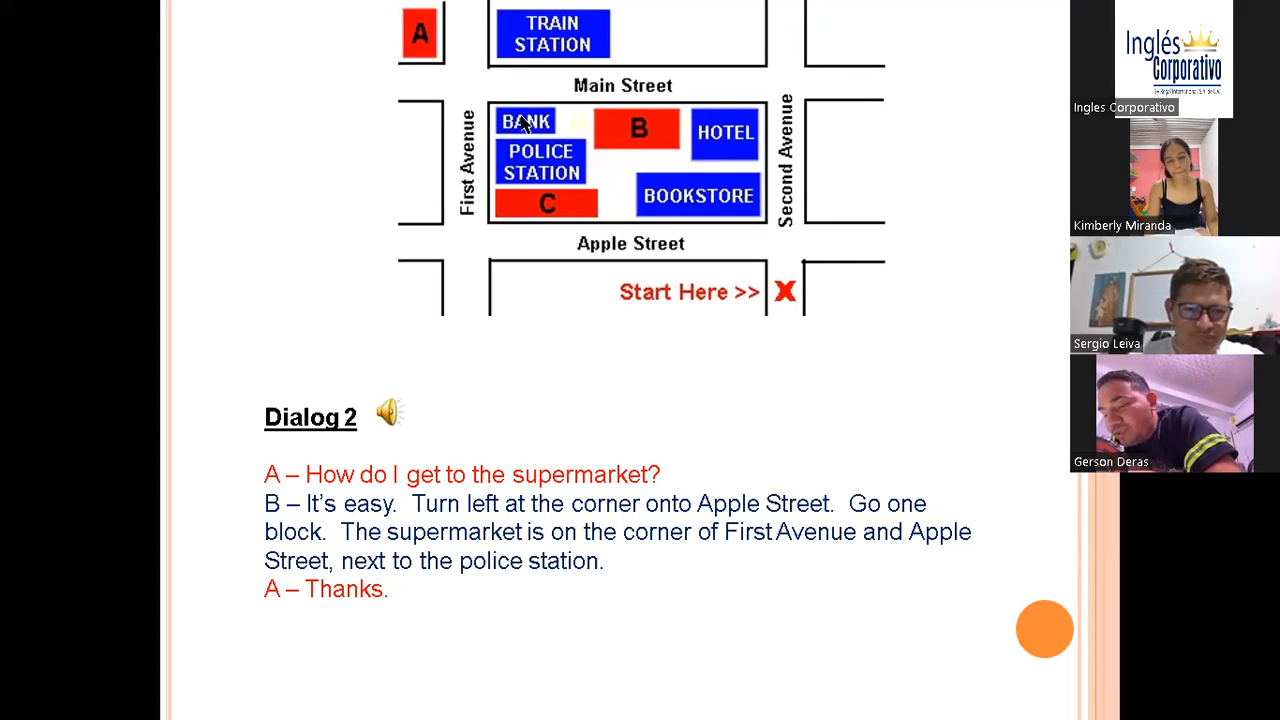 A
TRAIN
STATION
Main Street
First Avenue
BANK
B
HOTEL
POLICE
STATION
C
BOOKSTORE
Second Avenue
Apple Street
Start Here >> X
Dialog 2
A – How do I get to the supermarket?
B – It's easy. Turn left at the corner onto Apple Street. Go one
block. The supermarket is on the corner of First Avenue and Apple
Street, next to the police station.
A – Thanks.
Inglés
Corporativo
Ingles Corporativo
Kimberly Miranda
Sergio Leiva
Gerson Deras